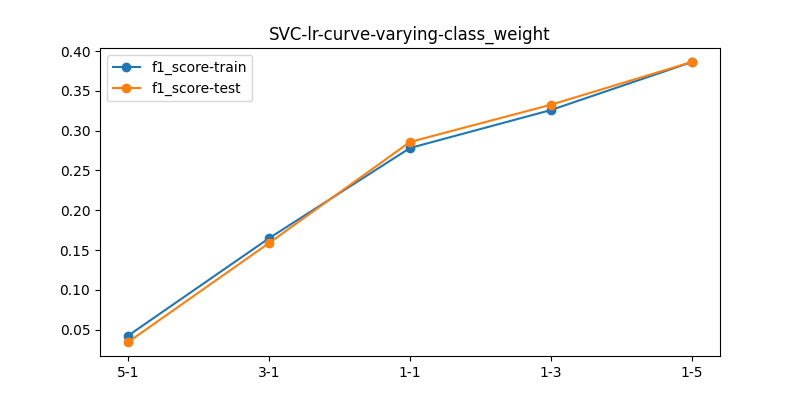 SVC-lr-curve-varying-class_weight
f1_score-train
f1_score-test
0.40
0.35
0.30
0.25
0.20
0.15
0.10
0.05
5-1 3-1 1-1 1-3 1-5